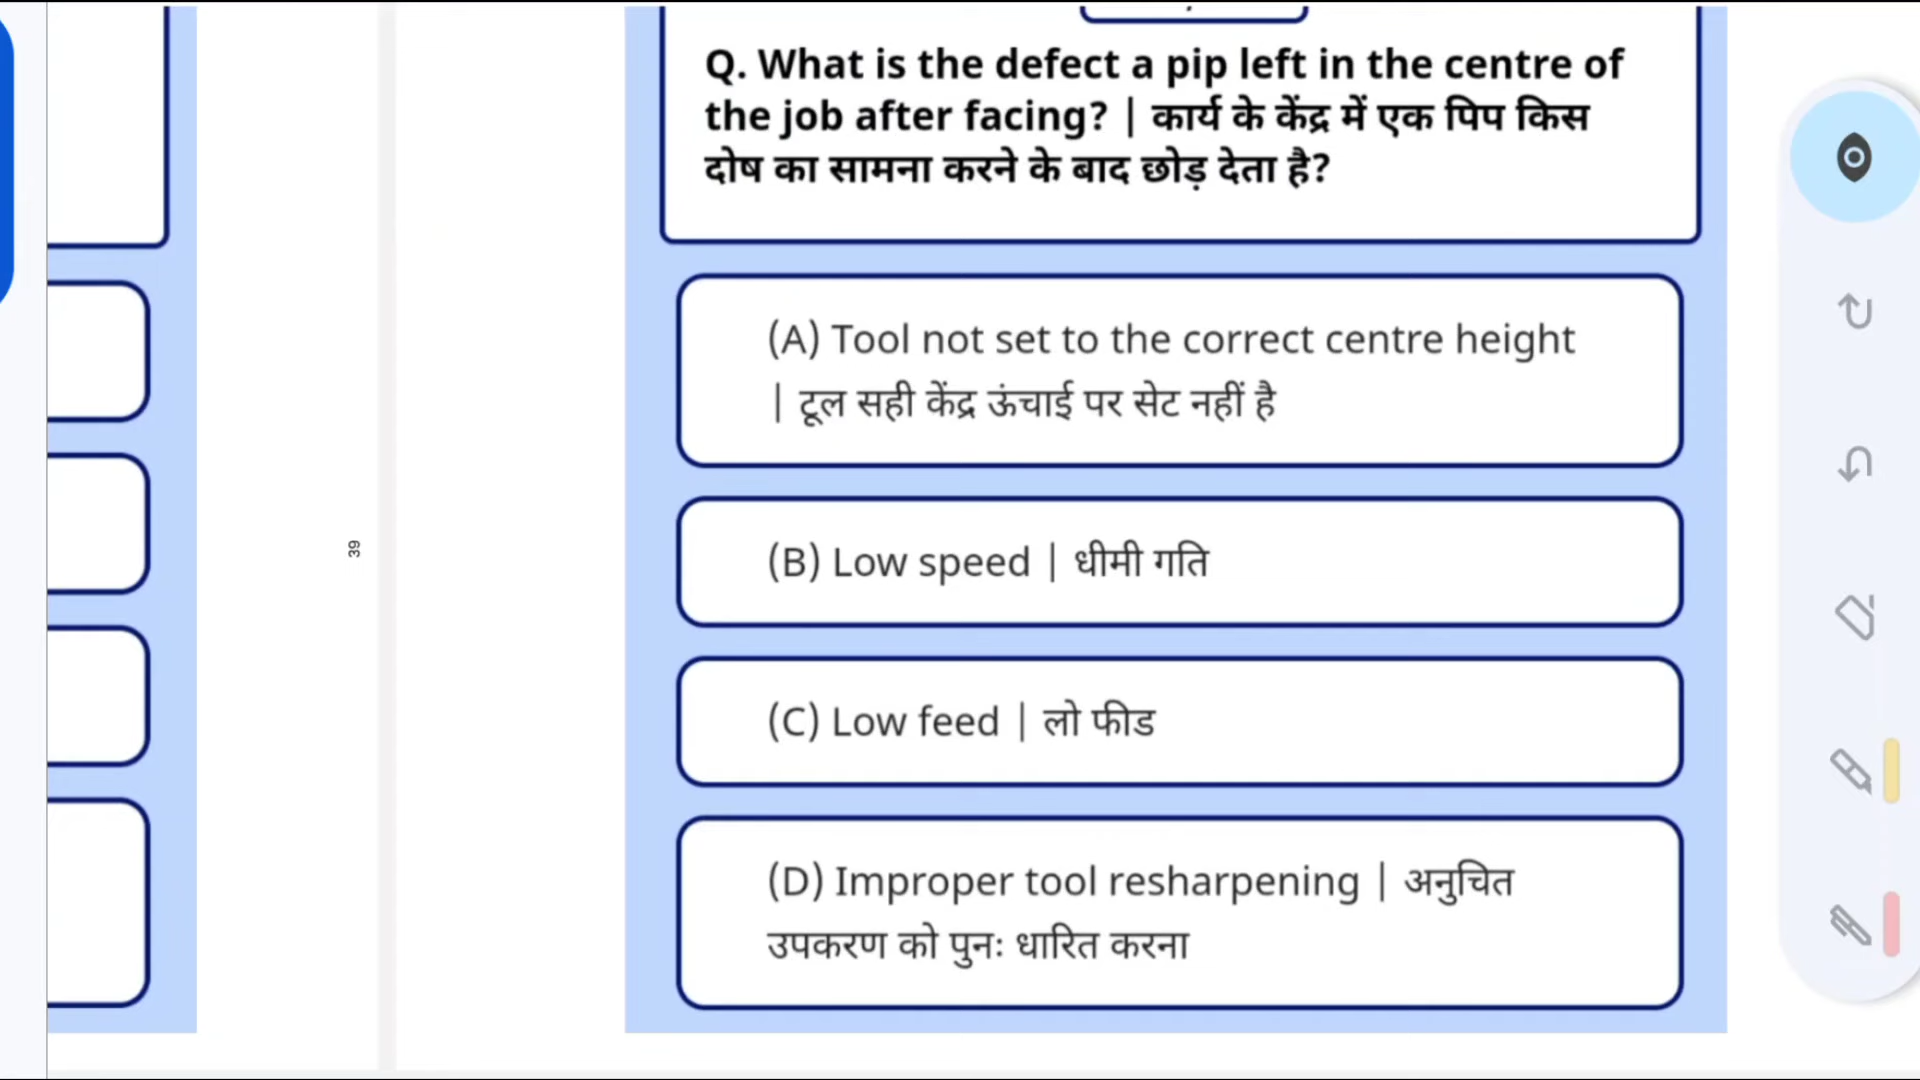 Q. What is the defect a pip left in the centre of
the job after facing? | कार्य के केंद्र में एक पिप किस
दोष का सामना करने के बाद छोड़ देता है?
(A) Tool not set to the correct centre height
| टूल सही केंद्र ऊंचाई पर सेट नहीं है
39
(B) Low speed | धीमी गति
(C) Low feed | लो फीड
(D) Improper tool resharpening | अनुचित
उपकरण को पुनः धारित करना